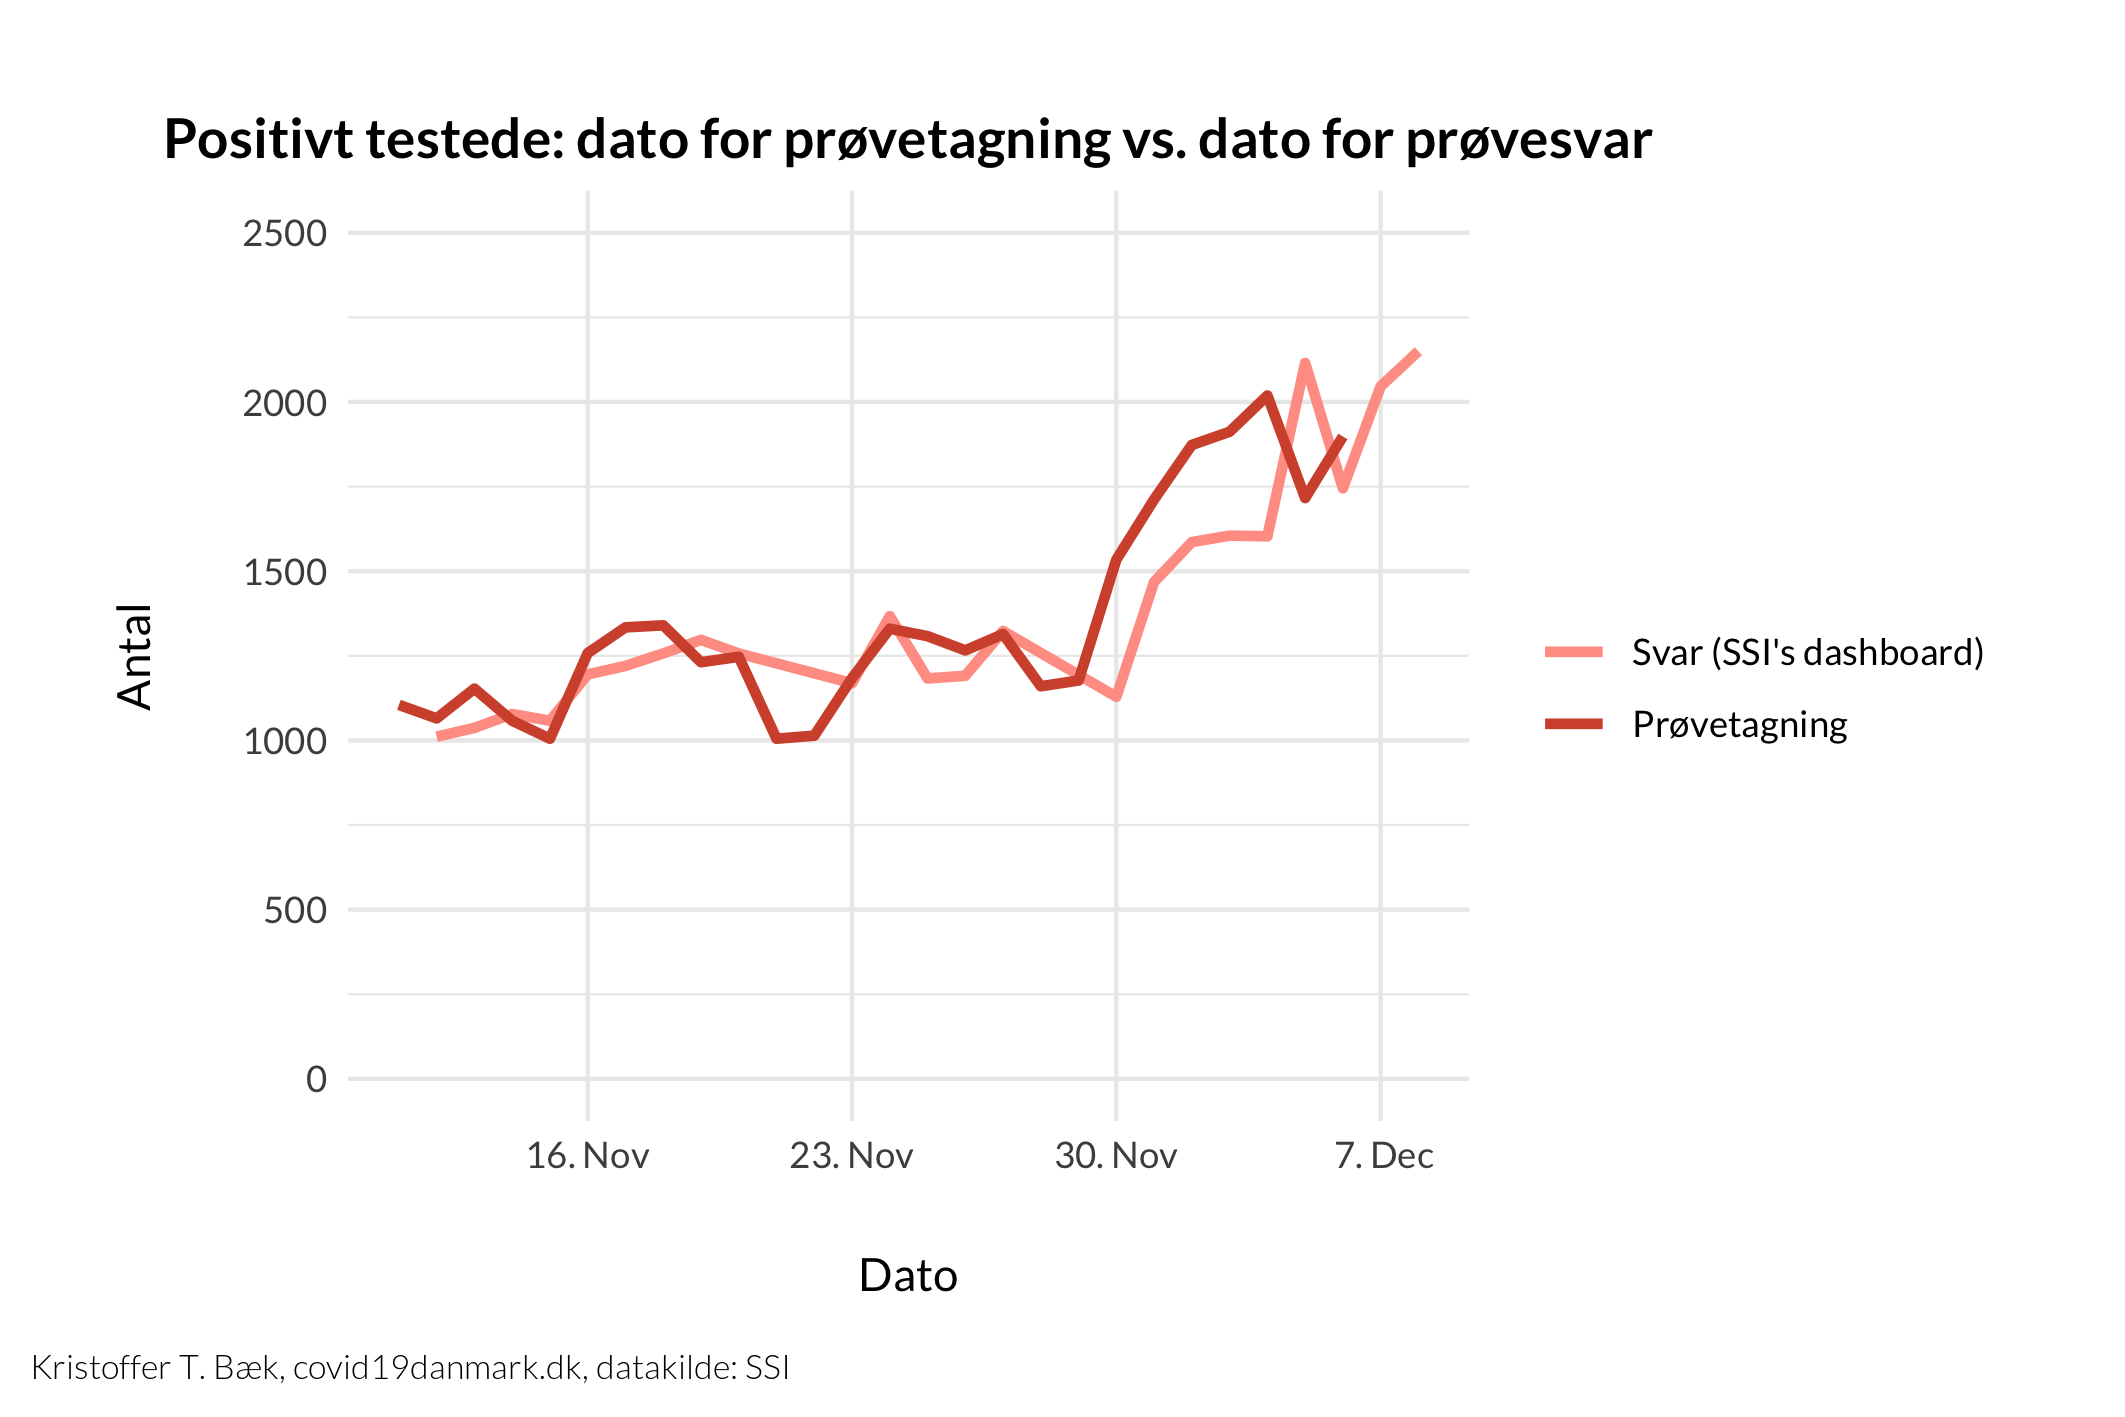 Positivt testede: dato for prøvetagning vs. dato for prøvesvar
2500
2000
1500
1000
500
0
Antal
16. Nov
23. Nov
30. Nov
7. Dec
Dato
Svar (SSI's dashboard)
Prøvetagning
Kristoffer T. Bæk, covid19danmark.dk, datakilde: SSI